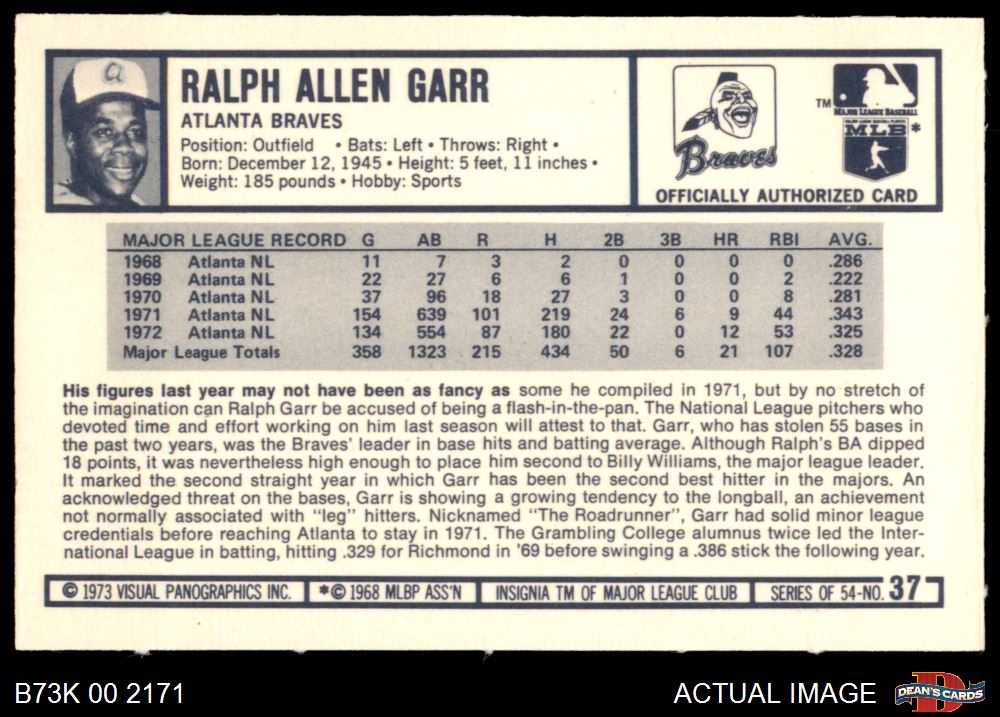 a
RALPH ALLEN GARR
ATLANTA BRAVES
Position: Outfield • Bats: Left • Throws: Right •
Born: December 12, 1945 • Height: 5 feet, 11 inches •
Weight: 185 pounds • Hobby: Sports
Braves
TM
MAJOR LEAGUE BASEBALL
MAJOR LEAGUE BASEBALL PLAYERS
MLB*
OFFICIALLY AUTHORIZED CARD
MAJOR LEAGUE RECORD G AB R H 2B 3B HR RBI AVG.
1968 Atlanta NL 11 7 3 2 0 0 0 0 .286
1969 Atlanta NL 22 27 6 6 1 0 0 2 .222
1970 Atlanta NL 37 96 18 27 3 0 0 8 .281
1971 Atlanta NL 154 639 101 219 24 6 9 44 .343
1972 Atlanta NL 134 554 87 180 22 0 12 53 .325
Major League Totals 358 1323 215 434 50 6 21 107 .328
His figures last year may not have been as fancy as some he compiled in 1971, but by no stretch of
the imagination can Ralph Garr be accused of being a flash-in-the-pan. The National League pitchers who
devoted time and effort working on him last season will attest to that. Garr, who has stolen 55 bases in
the past two years, was the Braves' leader in base hits and batting average. Although Ralph's BA dipped
18 points, it was nevertheless high enough to place him second to Billy Williams, the major league leader.
It marked the second straight year in which Garr has been the second best hitter in the majors. An
acknowledged threat on the bases, Garr is showing a growing tendency to the longball, an achievement
not normally associated with "leg" hitters. Nicknamed "The Roadrunner", Garr had solid minor league
credentials before reaching Atlanta to stay in 1971. The Grambling College alumnus twice led the Inter-
national League in batting, hitting .329 for Richmond in '69 before swinging a .386 stick the following year.
© 1973 VISUAL PANOGRAPHICS INC. *© 1968 MLBP ASS'N INSIGNIA TM OF MAJOR LEAGUE CLUB SERIES OF 54-NO. 37
B73K 00 2171 ACTUAL IMAGE DEAN'S CARDS